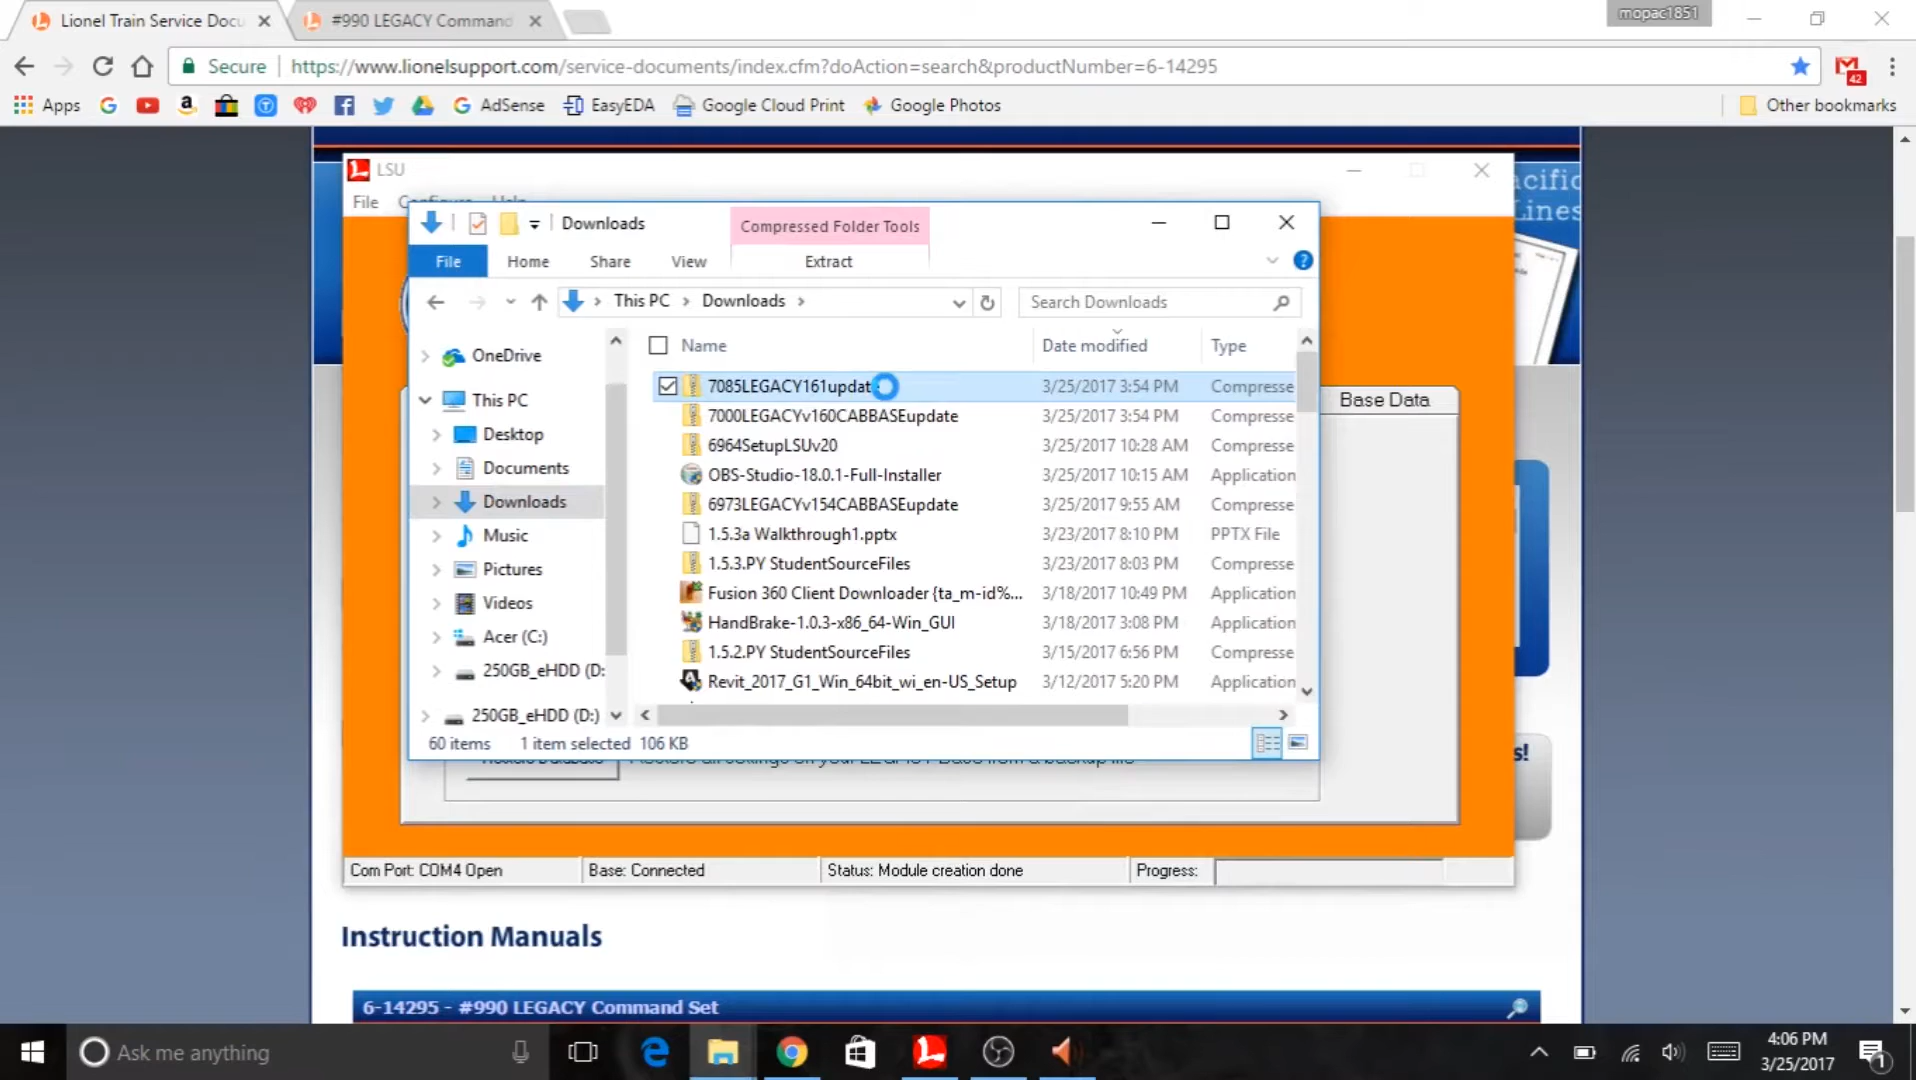 Lionel Train Service Docu
#990 LEGACY Command
mopac1851
Secure
https://www.lionelsupport.com/service-documents/index.cfm?doAction=search&productNumber=6-14295
42
Apps
AdSense
EasyEDA
Google Cloud Print
Google Photos
Other bookmarks
LSU
File
Downloads
Compressed Folder Tools
File
Home
Share
View
Extract
This PC
Downloads
Search Downloads
Name
Date modified
Type
OneDrive
This PC
Desktop
Documents
Downloads
Music
Pictures
Videos
Acer (C:)
250GB_eHDD (D:
250GB_eHDD (D:)
7085LEGACY161updat 3/25/2017 3:54 PM Compresse
7000LEGACYv160CABBASEupdate 3/25/2017 3:54 PM Compresse
6964SetupLSUv20 3/25/2017 10:28 AM Compresse
OBS-Studio-18.0.1-Full-Installer 3/25/2017 10:15 AM Application
6973LEGACYv154CABBASEupdate 3/25/2017 9:55 AM Compresse
1.5.3a Walkthrough1.pptx 3/23/2017 8:10 PM PPTX File
1.5.3.PY StudentSourceFiles 3/23/2017 8:03 PM Compresse
Fusion 360 Client Downloader {ta_m-id%... 3/18/2017 10:49 PM Application
HandBrake-1.0.3-x86_64-Win_GUI 3/18/2017 3:08 PM Application
1.5.2.PY StudentSourceFiles 3/15/2017 6:56 PM Compresse
Revit_2017_G1_Win_64bit_wi_en-US_Setup 3/12/2017 5:20 PM Application
60 items 1 item selected 106 KB
Base Data
acific
Lines
s!
Com Port: COM4 Open
Base: Connected
Status: Module creation done
Progress:
Instruction Manuals
6-14295 - #990 LEGACY Command Set
Ask me anything
4:06 PM
3/25/2017
1